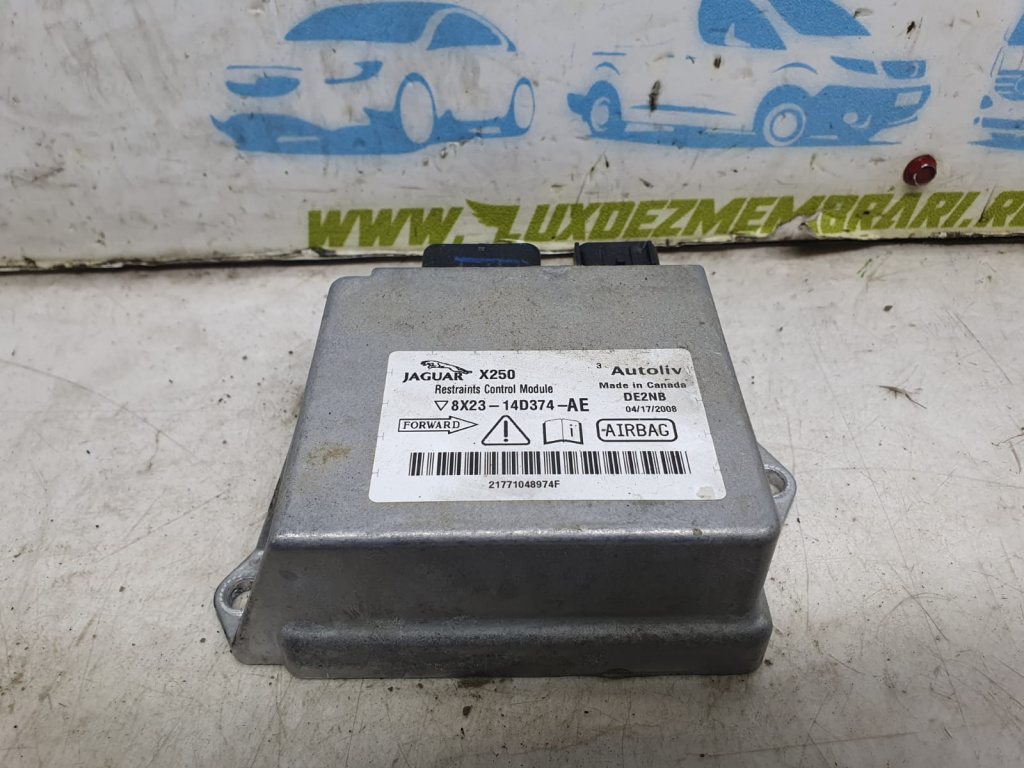 WWW.LUXDEZMEMBRARI.R
JAGUAR X250
Restraints Control Module
▽8X23-14D374-AE
FORWARD
i
AIRBAG
3 Autoliv
Made in Canada
DE2NB
04/17/2008
21771048974F